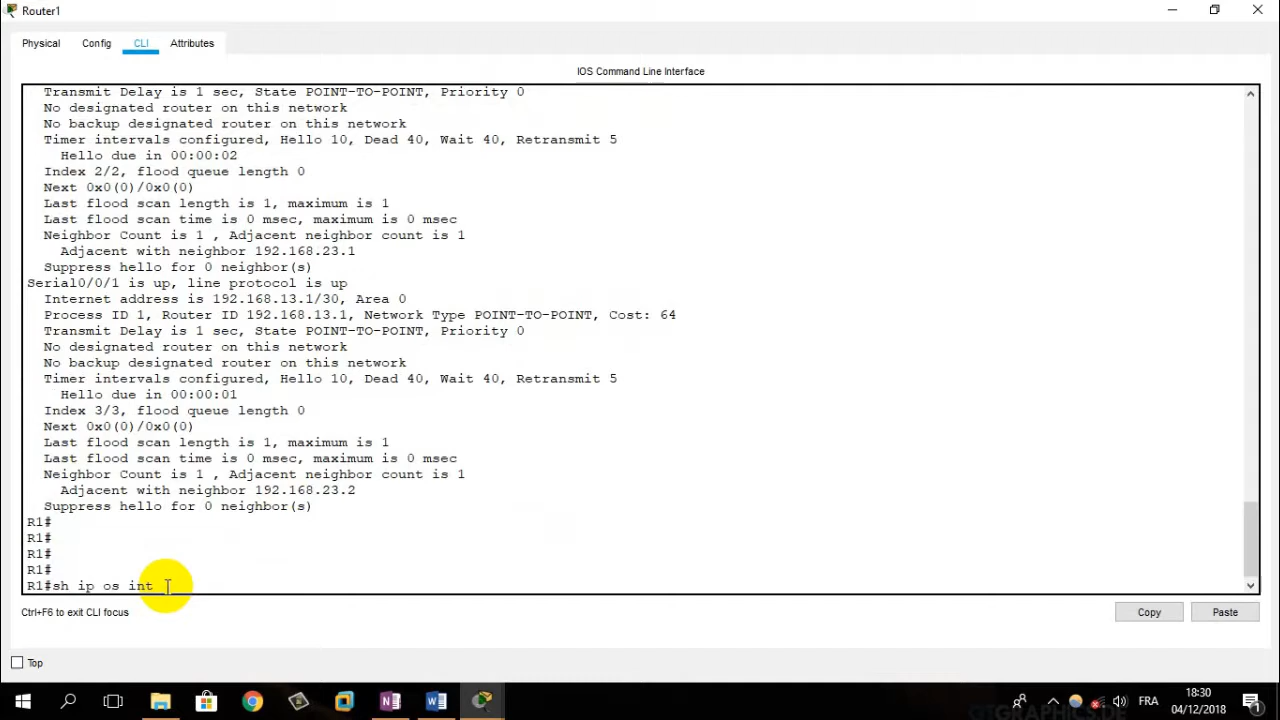 Router1
Physical Config CLI Attributes
IOS Command Line Interface
Transmit Delay is 1 sec, State POINT-TO-POINT, Priority 0
No designated router on this network
No backup designated router on this network
Timer intervals configured, Hello 10, Dead 40, Wait 40, Retransmit 5
Hello due in 00:00:02
Index 2/2, flood queue length 0
Next 0x0(0)/0x0(0)
Last flood scan length is 1, maximum is 1
Last flood scan time is 0 msec, maximum is 0 msec
Neighbor Count is 1 , Adjacent neighbor count is 1
Adjacent with neighbor 192.168.23.1
Suppress hello for 0 neighbor(s)
Serial0/0/1 is up, line protocol is up
Internet address is 192.168.13.1/30, Area 0
Process ID 1, Router ID 192.168.13.1, Network Type POINT-TO-POINT, Cost: 64
Transmit Delay is 1 sec, State POINT-TO-POINT, Priority 0
No designated router on this network
No backup designated router on this network
Timer intervals configured, Hello 10, Dead 40, Wait 40, Retransmit 5
Hello due in 00:00:01
Index 3/3, flood queue length 0
Next 0x0(0)/0x0(0)
Last flood scan length is 1, maximum is 1
Last flood scan time is 0 msec, maximum is 0 msec
Neighbor Count is 1 , Adjacent neighbor count is 1
Adjacent with neighbor 192.168.23.2
Suppress hello for 0 neighbor(s)
R1#
R1#
R1#
R1#
R1#sh ip os int
Ctrl+F6 to exit CLI focus
Copy Paste
Top
FRA
18:30
04/12/2018